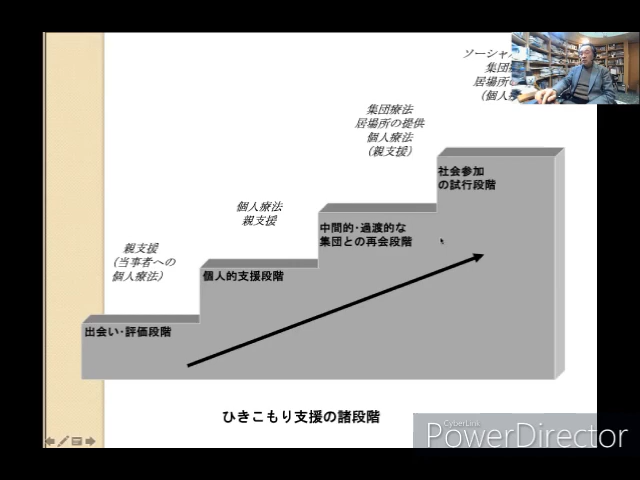 ソーシャ
集団
居場所の
(個人
集団療法
居場所の提供
個人療法
(親支援)
社会参加
の試行段階
個人療法
親支援
中間的・過渡的な
集団との再会段階
親支援
(当事者への
個人療法)
個人的支援段階
出会い・評価段階
ひきこもり支援の諸段階
CyberLink
PowerDirector